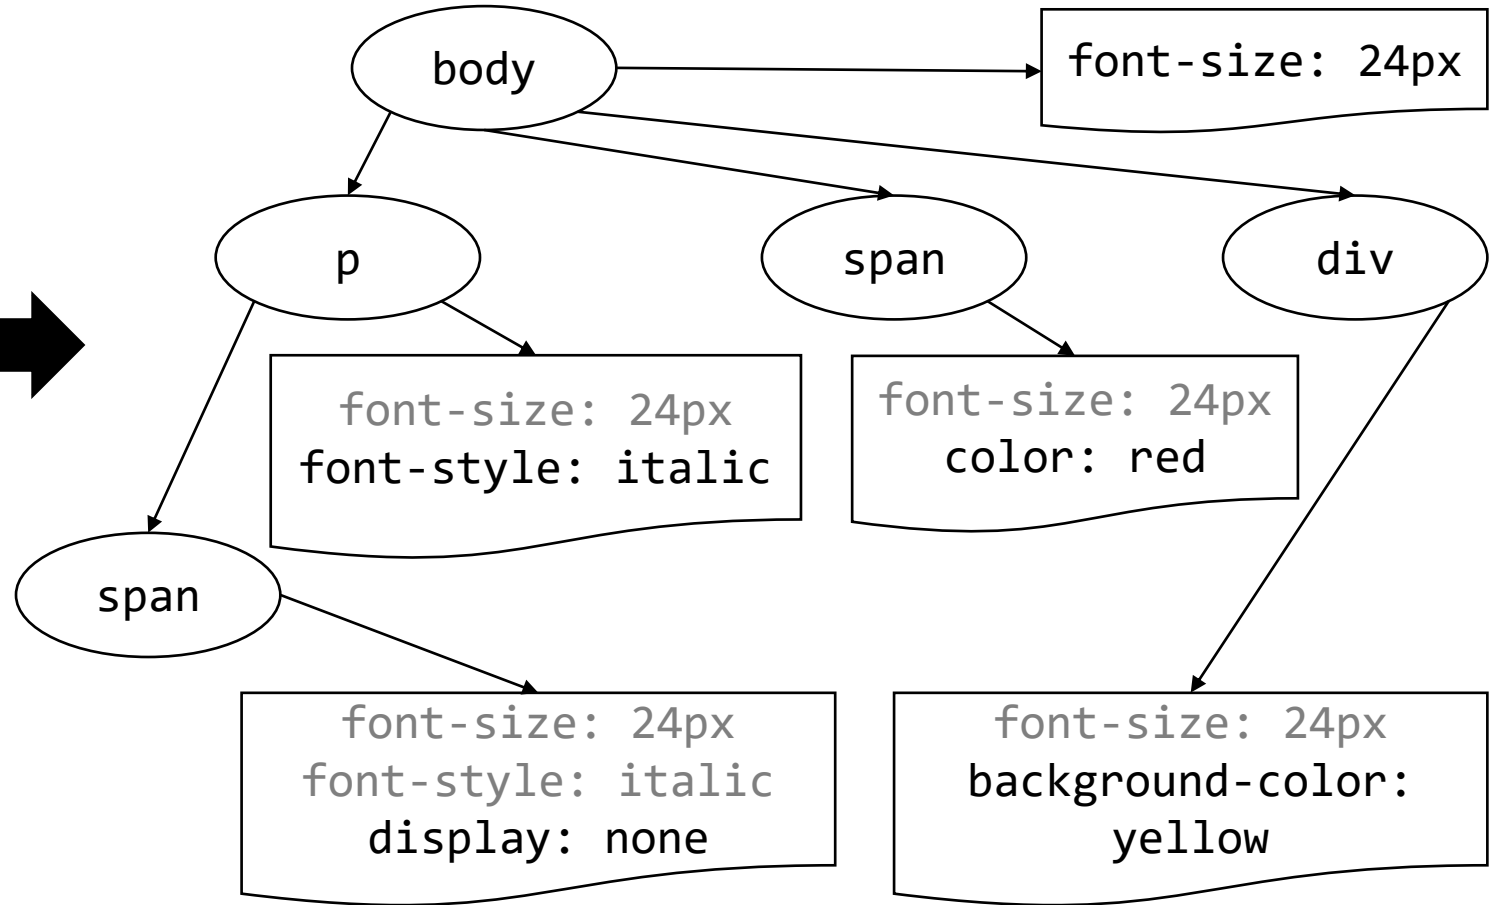 body
font-size: 24px
p
span
div
font-size: 24px
font-style: italic
font-size: 24px
color: red
span
font-size: 24px
font-style: italic
display: none
font-size: 24px
background-color:
yellow